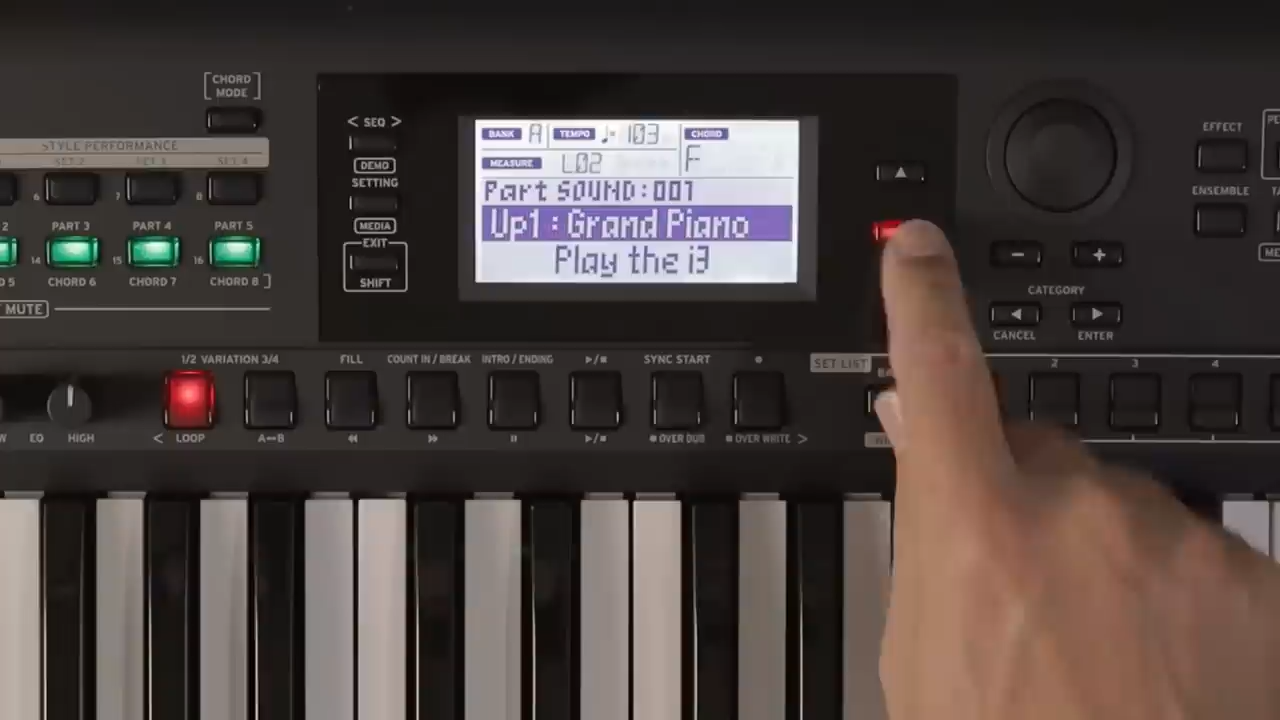 CHORD
MODE
STYLE PERFORMANCE
SET 2 SET 3 SET 4
6 7 8
2 PART 3 PART 4 PART 5
14 15 16
D 5 CHORD 6 CHORD 7 CHORD 8
MUTE
< SEQ >
DEMO
SETTING
MEDIA
EXIT
SHIFT
BANK A TEMPO ♩= 103 CHORD
MEASURE L02 F
Part SOUND:001
Up1 : Grand Piano
Play the i3
▲
EFFECT
ENSEMBLE
− +
CATEGORY
◀ ▶
CANCEL ENTER
1/2 VARIATION 3/4 FILL COUNT IN / BREAK INTRO / ENDING ▶/■ SYNC START ●
SET LIST
2 3 4
W EQ HIGH < LOOP A↔B ◀◀ ▶▶ II ▶/■ ● OVER DUB ● OVER WRITE >